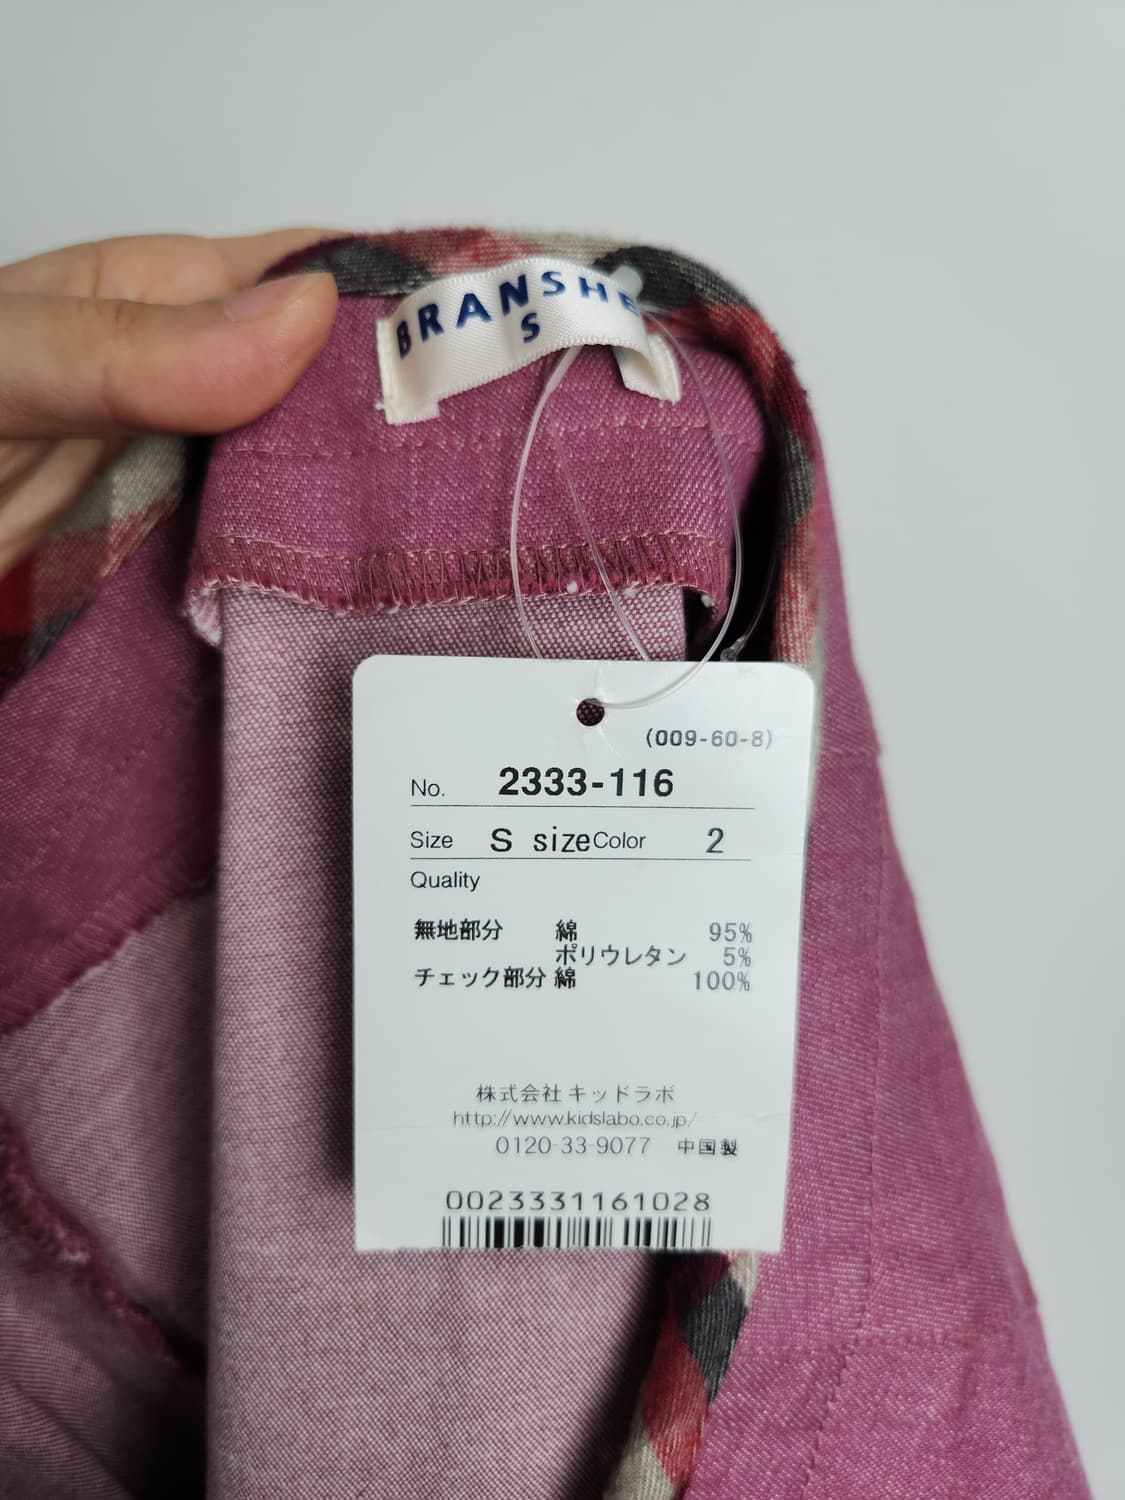 BRANSHE
S
(009-60-8)
No. 2333-116
Size S size Color 2
Quality
無地部分 綿 95%
ポリウレタン 5%
チェック部分 綿 100%
株式会社 キッドラボ
http://www.kidslabo.co.jp/
0120-33-9077 中国製
0023331161028